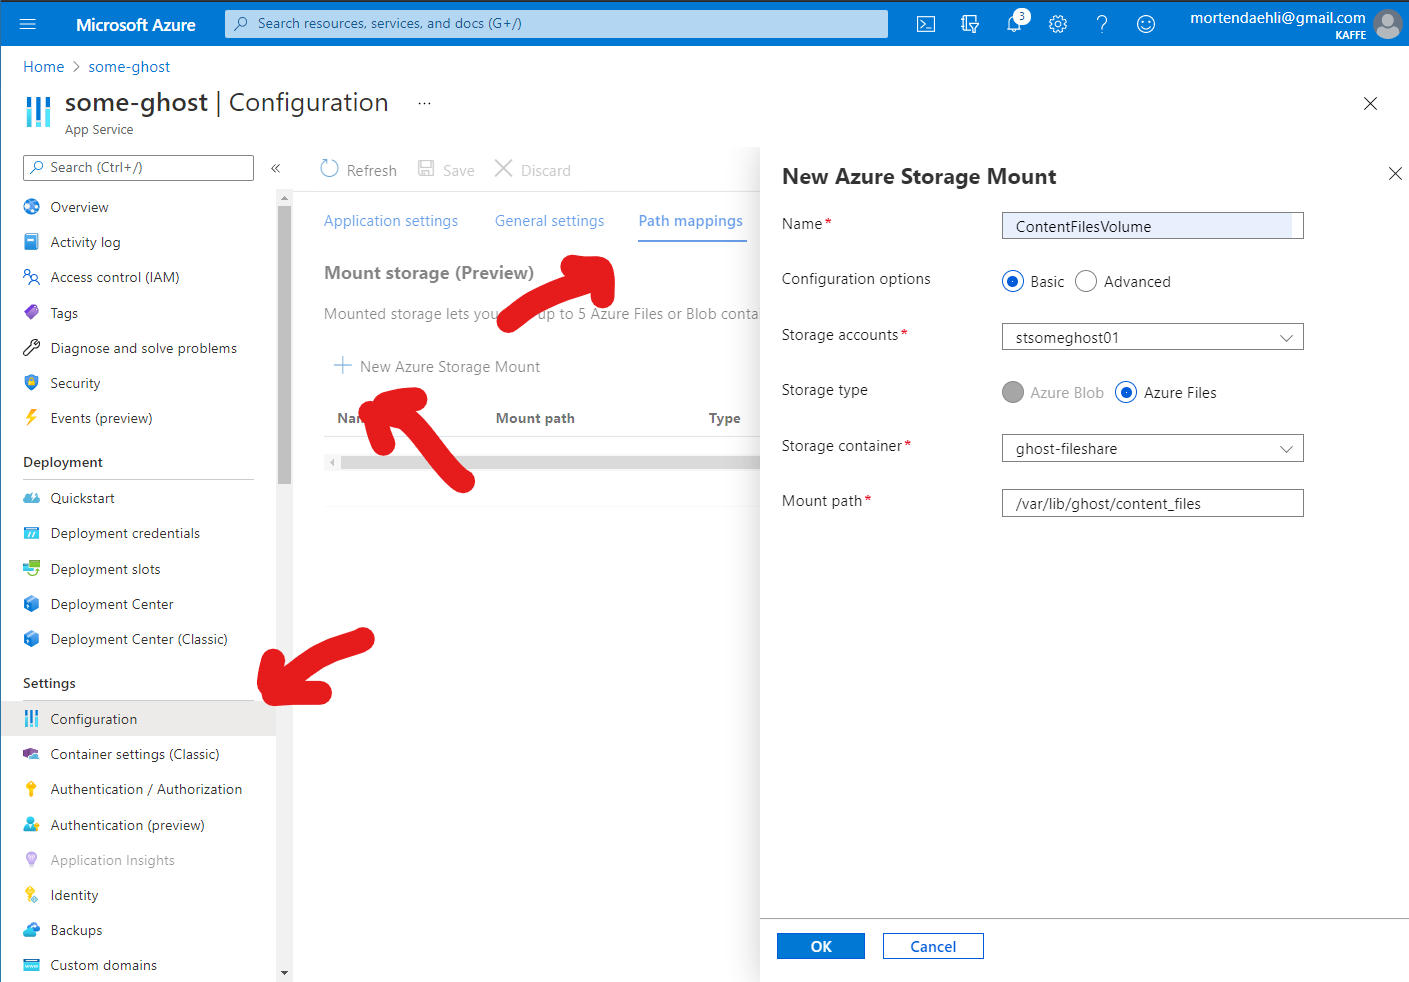 Microsoft Azure
Search resources, services, and docs (G+/)
3
mortendaehli@gmail.com
KAFFE
Home > some-ghost
some-ghost | Configuration ...
App Service
Search (Ctrl+/)
«
Overview
Activity log
Access control (IAM)
Tags
Diagnose and solve problems
Security
Events (preview)
Deployment
Quickstart
Deployment credentials
Deployment slots
Deployment Center
Deployment Center (Classic)
Settings
Configuration
Container settings (Classic)
Authentication / Authorization
Authentication (preview)
Application Insights
Identity
Backups
Custom domains
Refresh Save Discard
Application settings General settings Path mappings
Mount storage (Preview)
Mounted storage lets you up to 5 Azure Files or Blob conta
New Azure Storage Mount
Mount path Type
New Azure Storage Mount
Name* ContentFilesVolume
Configuration options Basic Advanced
Storage accounts* stsomeghost01
Storage type Azure Blob Azure Files
Storage container* ghost-fileshare
Mount path* /var/lib/ghost/content_files
OK Cancel